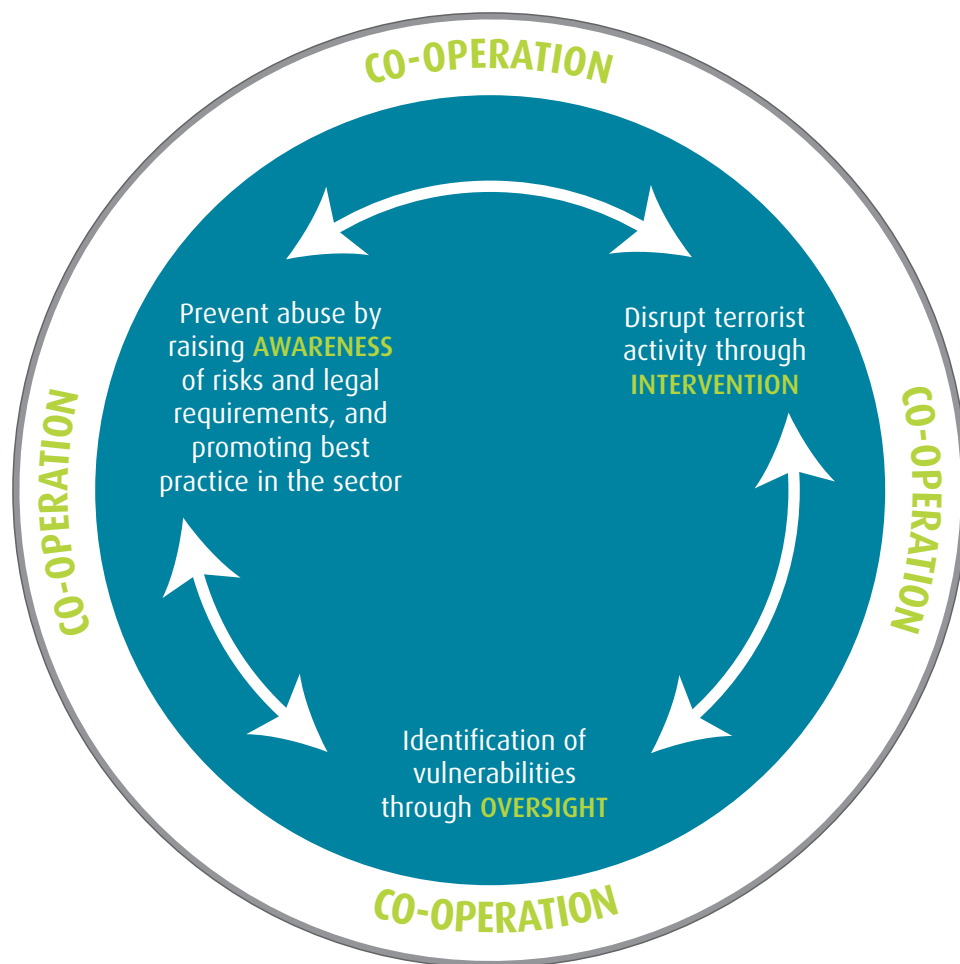 CO-OPERATION
Prevent abuse by
raising AWARENESS
of risks and legal
requirements, and
promoting best
practice in the sector
Disrupt terrorist
activity through
INTERVENTION
CO-OPERATION
CO-OPERATION
Identification of
vulnerabilities
through OVERSIGHT
CO-OPERATION